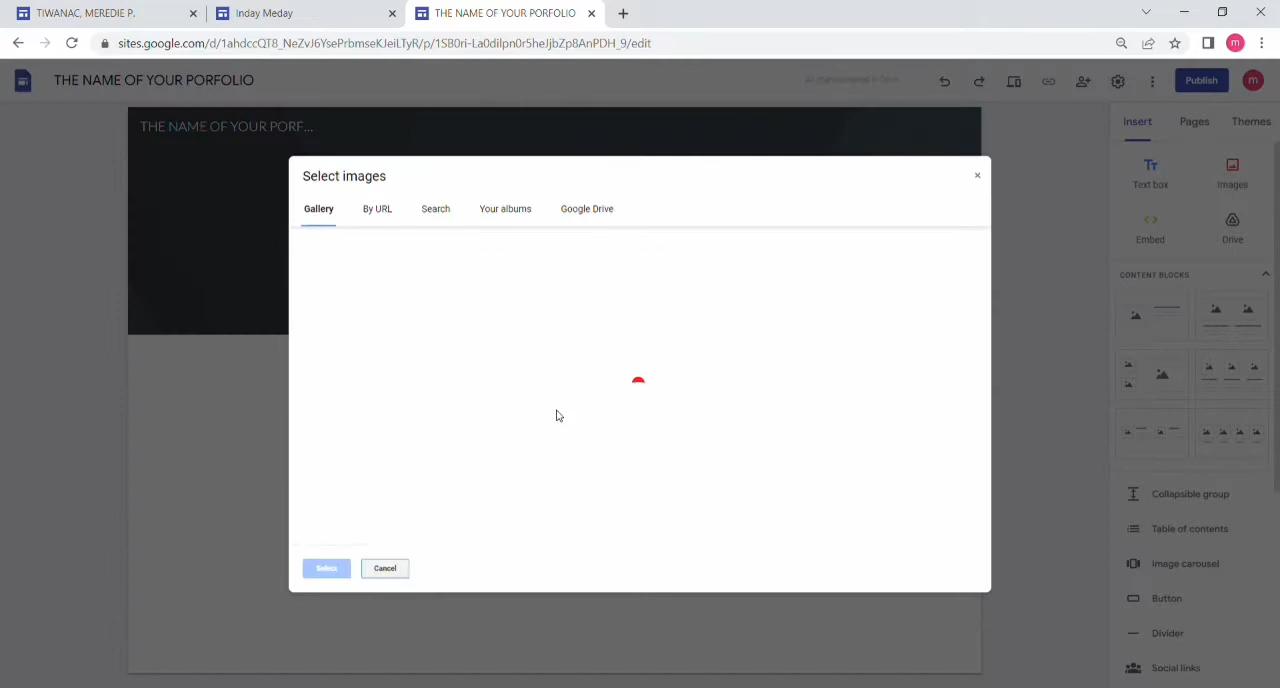 TIWANAC, MEREDIE P.
Inday Meday
THE NAME OF YOUR PORFOLIO
sites.google.com/d/1ahdccQT8_NeZvJ6YsePrbmseKJeiLTyR/p/1SB0ri-La0dilpn0r5heJjbZp8AnPDH_9/edit
m
THE NAME OF YOUR PORFOLIO
Publish
m
THE NAME OF YOUR PORF...
Insert
Pages
Themes
Select images
Gallery
By URL
Search
Your albums
Google Drive
Tт
Text box
Images
Embed
Drive
CONTENT BLOCKS
Collapsible group
Table of contents
Image carousel
Button
Divider
Social links
Select
Cancel